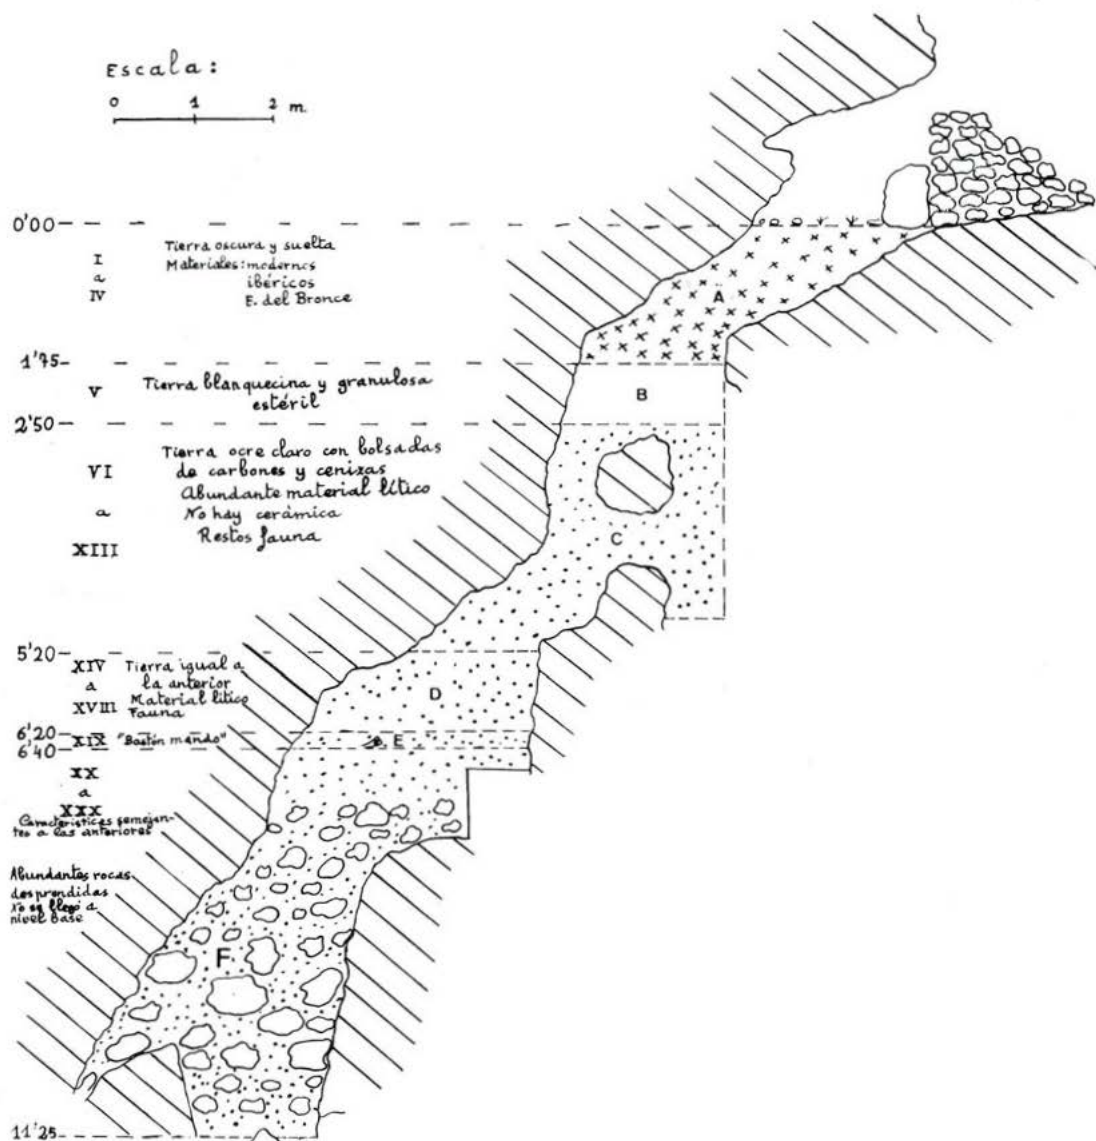 Escala:
0 1 2 m.
0'00
I
a
IV
Tierra oscura y suelta
Materiales: modernos
ibéricos
E. del Bronce
A
1'75
V
Tierra blanquecina y granulosa
estéril
B
2'50
VI
a
XIII
Tierra ocre claro con bolsadas
de carbones y cenizas
Abundante material lítico
No hay cerámica
Restos fauna
C
5'20
XIV
a
XVIII
Tierra igual a
la anterior
Material lítico
Fauna
D
6'20
XIX "Bastón mando"
E
6'40
XX
a
XXX
Características semejan-
tes a las anteriores
Abundantes rocas
desprendidas
No se llegó a
nivel base
F
11'25